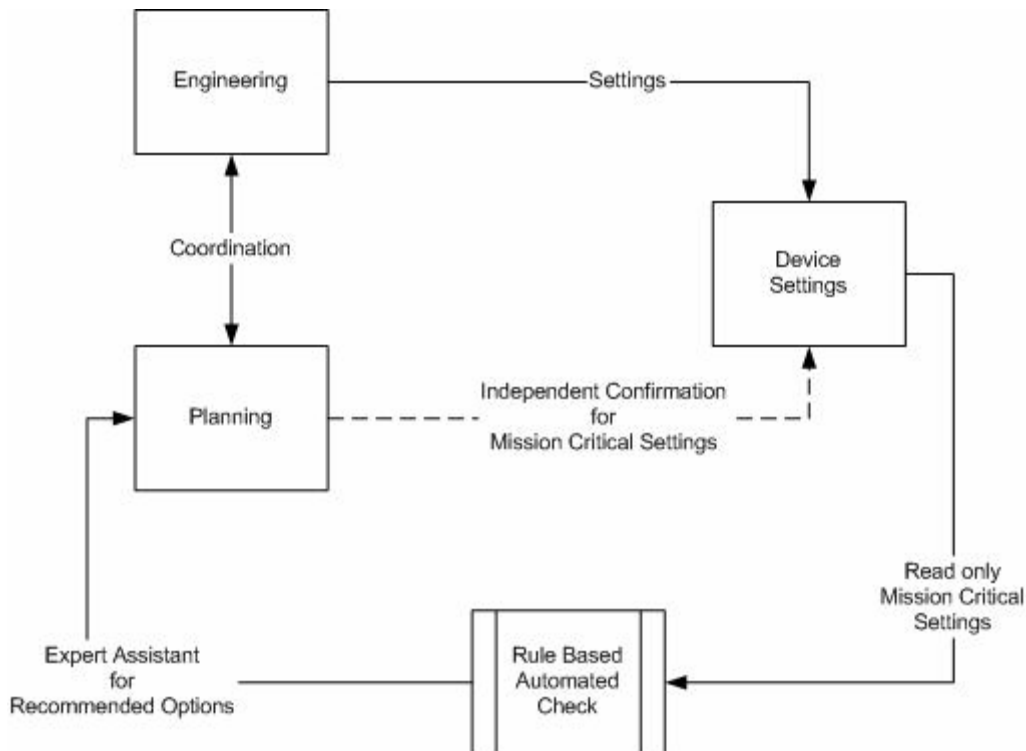 Engineering
Settings
Coordination
Device
Settings
Planning
Independent Confirmation
for
Mission Critical Settings
Read only
Mission Critical
Settings
Expert Assistant
for
Recommended Options
Rule Based
Automated
Check